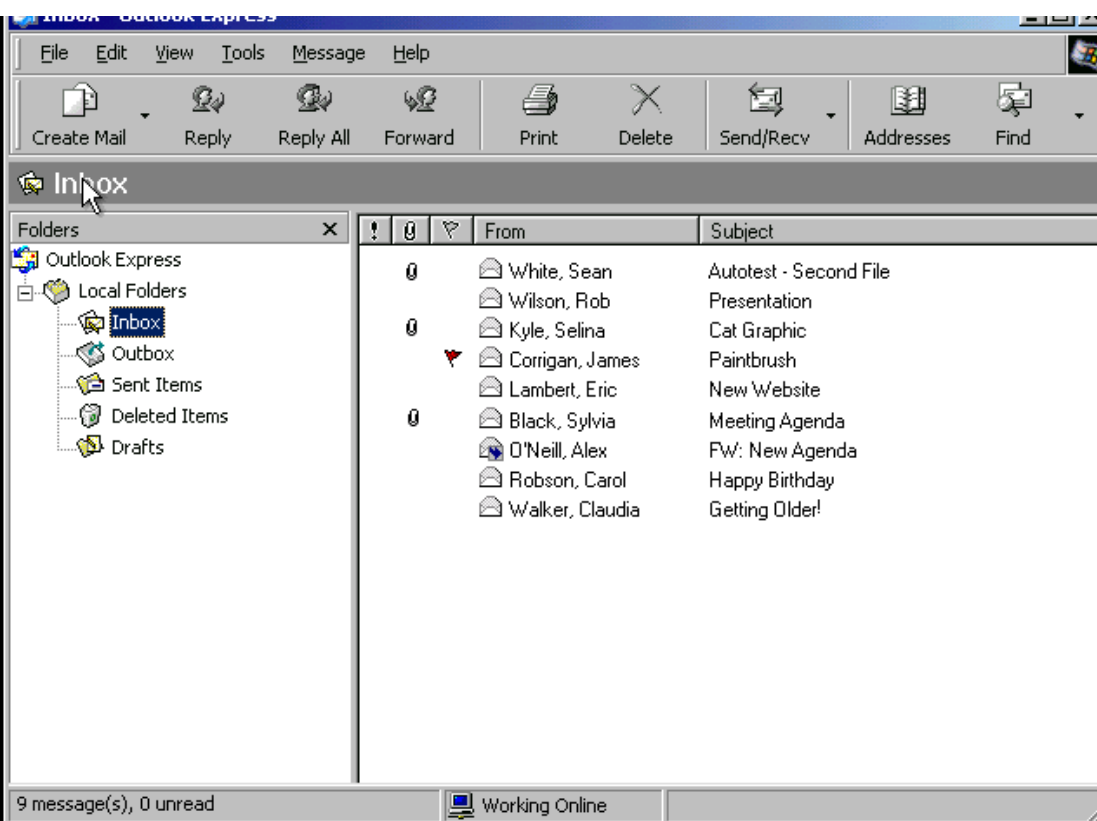 Inbox - Outlook Express
File Edit View Tools Message Help
Create Mail Reply Reply All Forward Print Delete Send/Recv Addresses Find
Inbox
Folders
Outlook Express
Local Folders
Inbox
Outbox
Sent Items
Deleted Items
Drafts
! From Subject
White, Sean Autotest - Second File
Wilson, Rob Presentation
Kyle, Selina Cat Graphic
Corrigan, James Paintbrush
Lambert, Eric New Website
Black, Sylvia Meeting Agenda
O'Neill, Alex FW: New Agenda
Robson, Carol Happy Birthday
Walker, Claudia Getting Older!
9 message(s), 0 unread Working Online